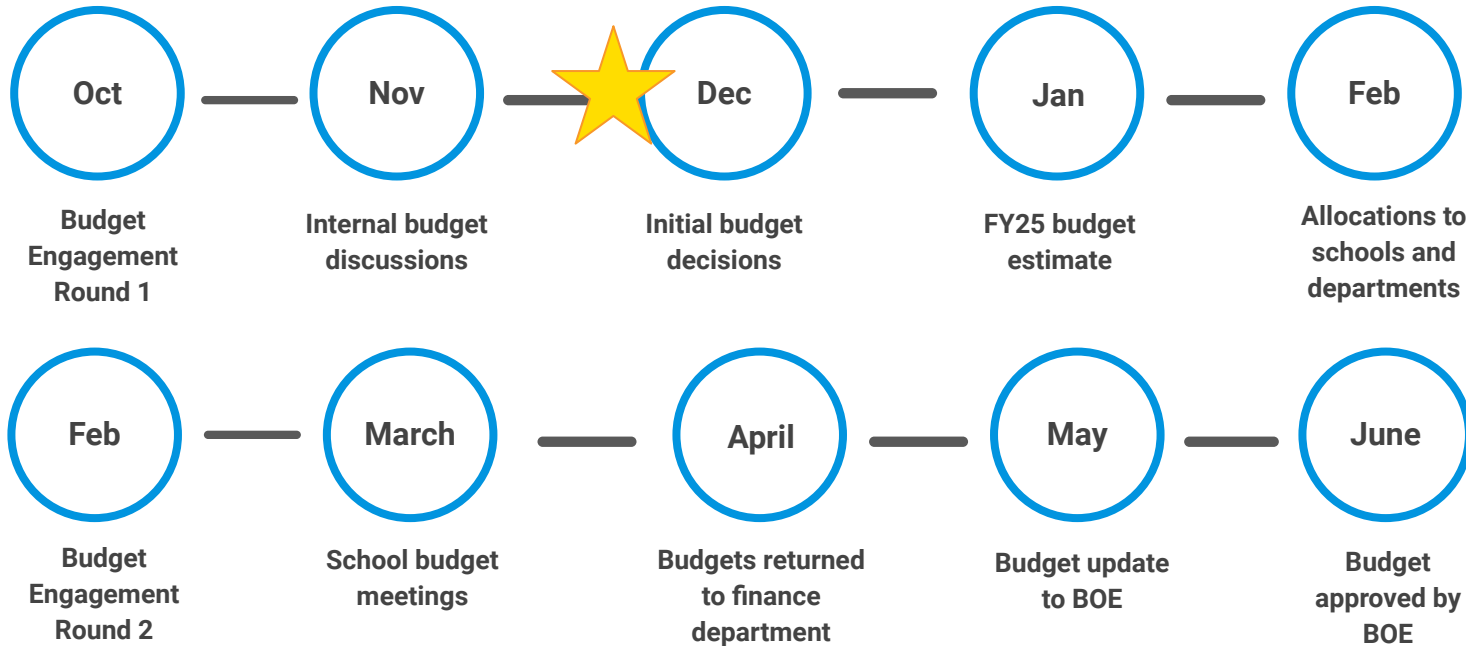 Oct
Nov
Dec
Jan
Feb
Budget
Engagement
Round 1
Internal budget
discussions
Initial budget
decisions
FY25 budget
estimate
Allocations to
schools and
departments
Feb
March
April
May
June
Budget
Engagement
Round 2
School budget
meetings
Budgets returned
to finance
department
Budget update
to BOE
Budget
approved by
BOE